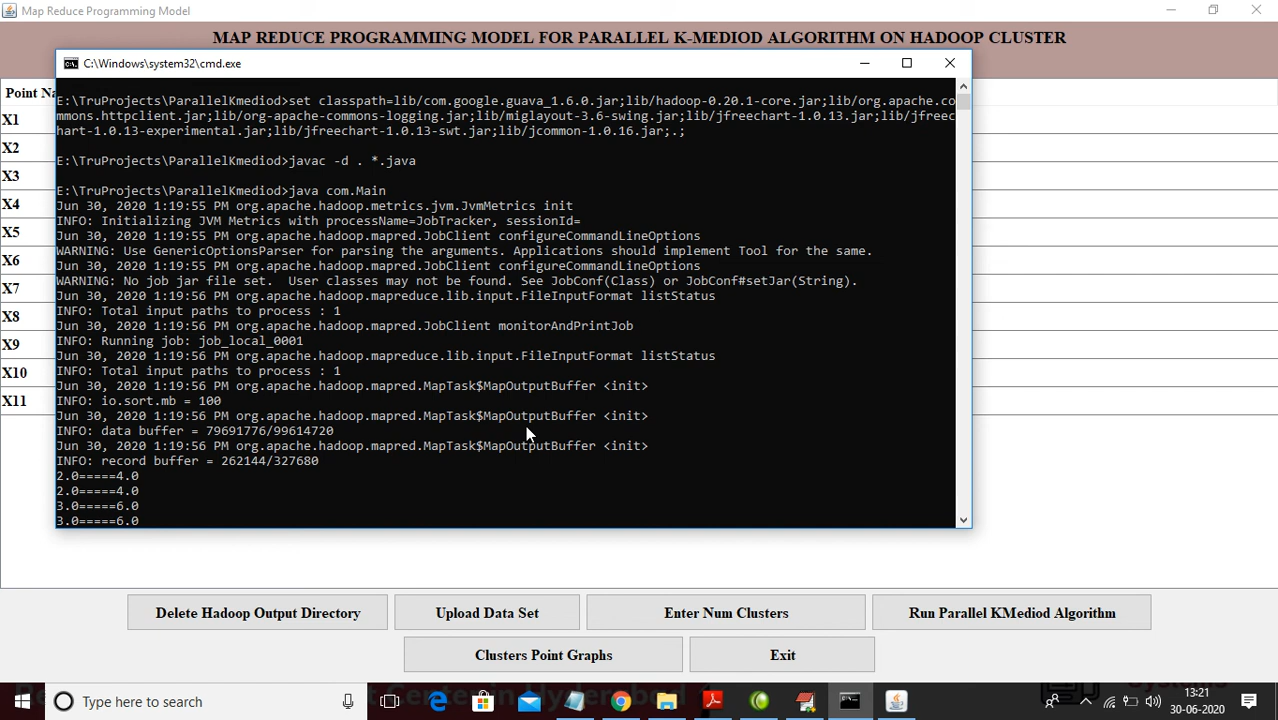 Map Reduce Programming Model
MAP REDUCE PROGRAMMING MODEL FOR PARALLEL K-MEDIOD ALGORITHM ON HADOOP CLUSTER
C:\Windows\system32\cmd.exe
Point Na
X1
X2
X3
X4
X5
X6
X7
X8
X9
X10
X11
E:\TruProjects\ParallelKmediod>set classpath=lib/com.google.guava_1.6.0.jar;lib/hadoop-0.20.1-core.jar;lib/org.apache.co
mmons.httpclient.jar;lib/org-apache-commons-logging.jar;lib/miglayout-3.6-swing.jar;lib/jfreechart-1.0.13.jar;lib/jfreec
hart-1.0.13-experimental.jar;lib/jfreechart-1.0.13-swt.jar;lib/jcommon-1.0.16.jar;.;
E:\TruProjects\ParallelKmediod>javac -d . *.java
E:\TruProjects\ParallelKmediod>java com.Main
Jun 30, 2020 1:19:55 PM org.apache.hadoop.metrics.jvm.JvmMetrics init
INFO: Initializing JVM Metrics with processName=JobTracker, sessionId=
Jun 30, 2020 1:19:55 PM org.apache.hadoop.mapred.JobClient configureCommandLineOptions
WARNING: Use GenericOptionsParser for parsing the arguments. Applications should implement Tool for the same.
Jun 30, 2020 1:19:55 PM org.apache.hadoop.mapred.JobClient configureCommandLineOptions
WARNING: No job jar file set.  User classes may not be found. See JobConf(Class) or JobConf#setJar(String).
Jun 30, 2020 1:19:56 PM org.apache.hadoop.mapreduce.lib.input.FileInputFormat listStatus
INFO: Total input paths to process : 1
Jun 30, 2020 1:19:56 PM org.apache.hadoop.mapred.JobClient monitorAndPrintJob
INFO: Running job: job_local_0001
Jun 30, 2020 1:19:56 PM org.apache.hadoop.mapreduce.lib.input.FileInputFormat listStatus
INFO: Total input paths to process : 1
Jun 30, 2020 1:19:56 PM org.apache.hadoop.mapred.MapTask$MapOutputBuffer <init>
INFO: io.sort.mb = 100
Jun 30, 2020 1:19:56 PM org.apache.hadoop.mapred.MapTask$MapOutputBuffer <init>
INFO: data buffer = 79691776/99614720
Jun 30, 2020 1:19:56 PM org.apache.hadoop.mapred.MapTask$MapOutputBuffer <init>
INFO: record buffer = 262144/327680
2.0=====4.0
2.0=====4.0
3.0=====6.0
3.0=====6.0
Delete Hadoop Output Directory
Upload Data Set
Enter Num Clusters
Run Parallel KMediod Algorithm
Clusters Point Graphs
Exit
Type here to search
13:21
30-06-2020